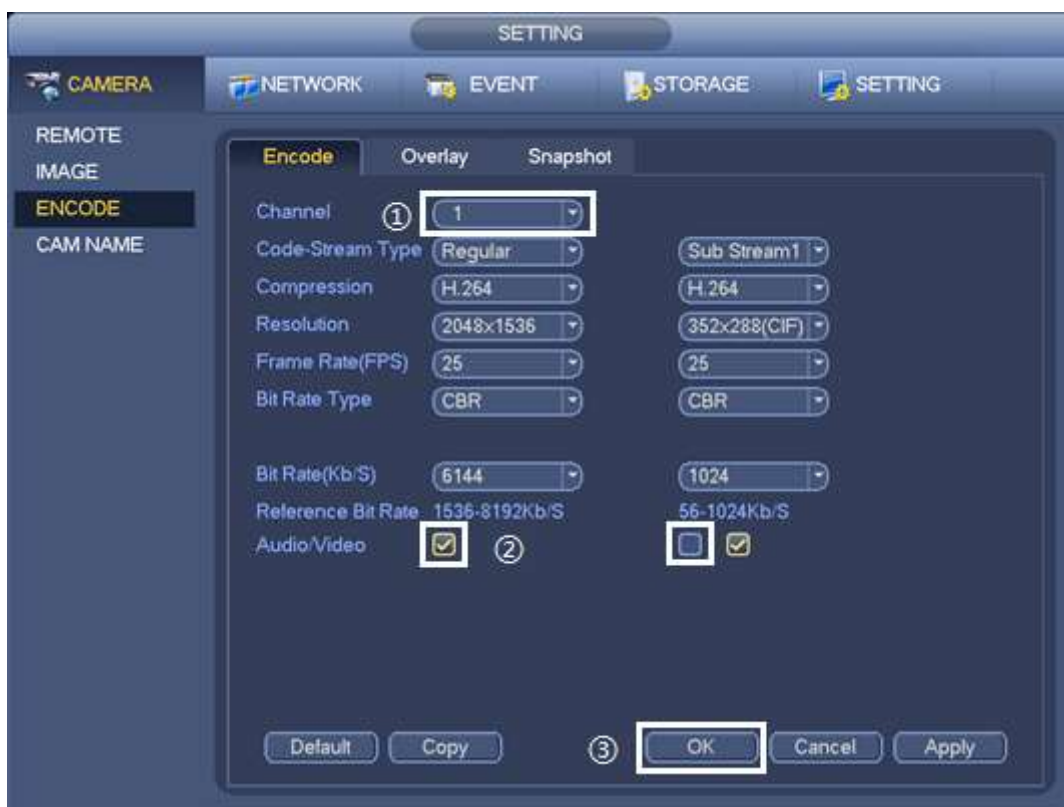 SETTING
CAMERA NETWORK EVENT STORAGE SETTING
REMOTE
IMAGE
ENCODE
CAM NAME
Encode Overlay Snapshot
Channel ① 1
Code-Stream Type Regular Sub Stream1
Compression H.264 H.264
Resolution 2048x1536 352x288(CIF)
Frame Rate(FPS) 25 25
Bit Rate Type CBR CBR
Bit Rate(Kb/S) 6144 1024
Reference Bit Rate 1536-8192Kb/S 56-1024Kb/S
Audio/Video ②
Default Copy ③ OK Cancel Apply